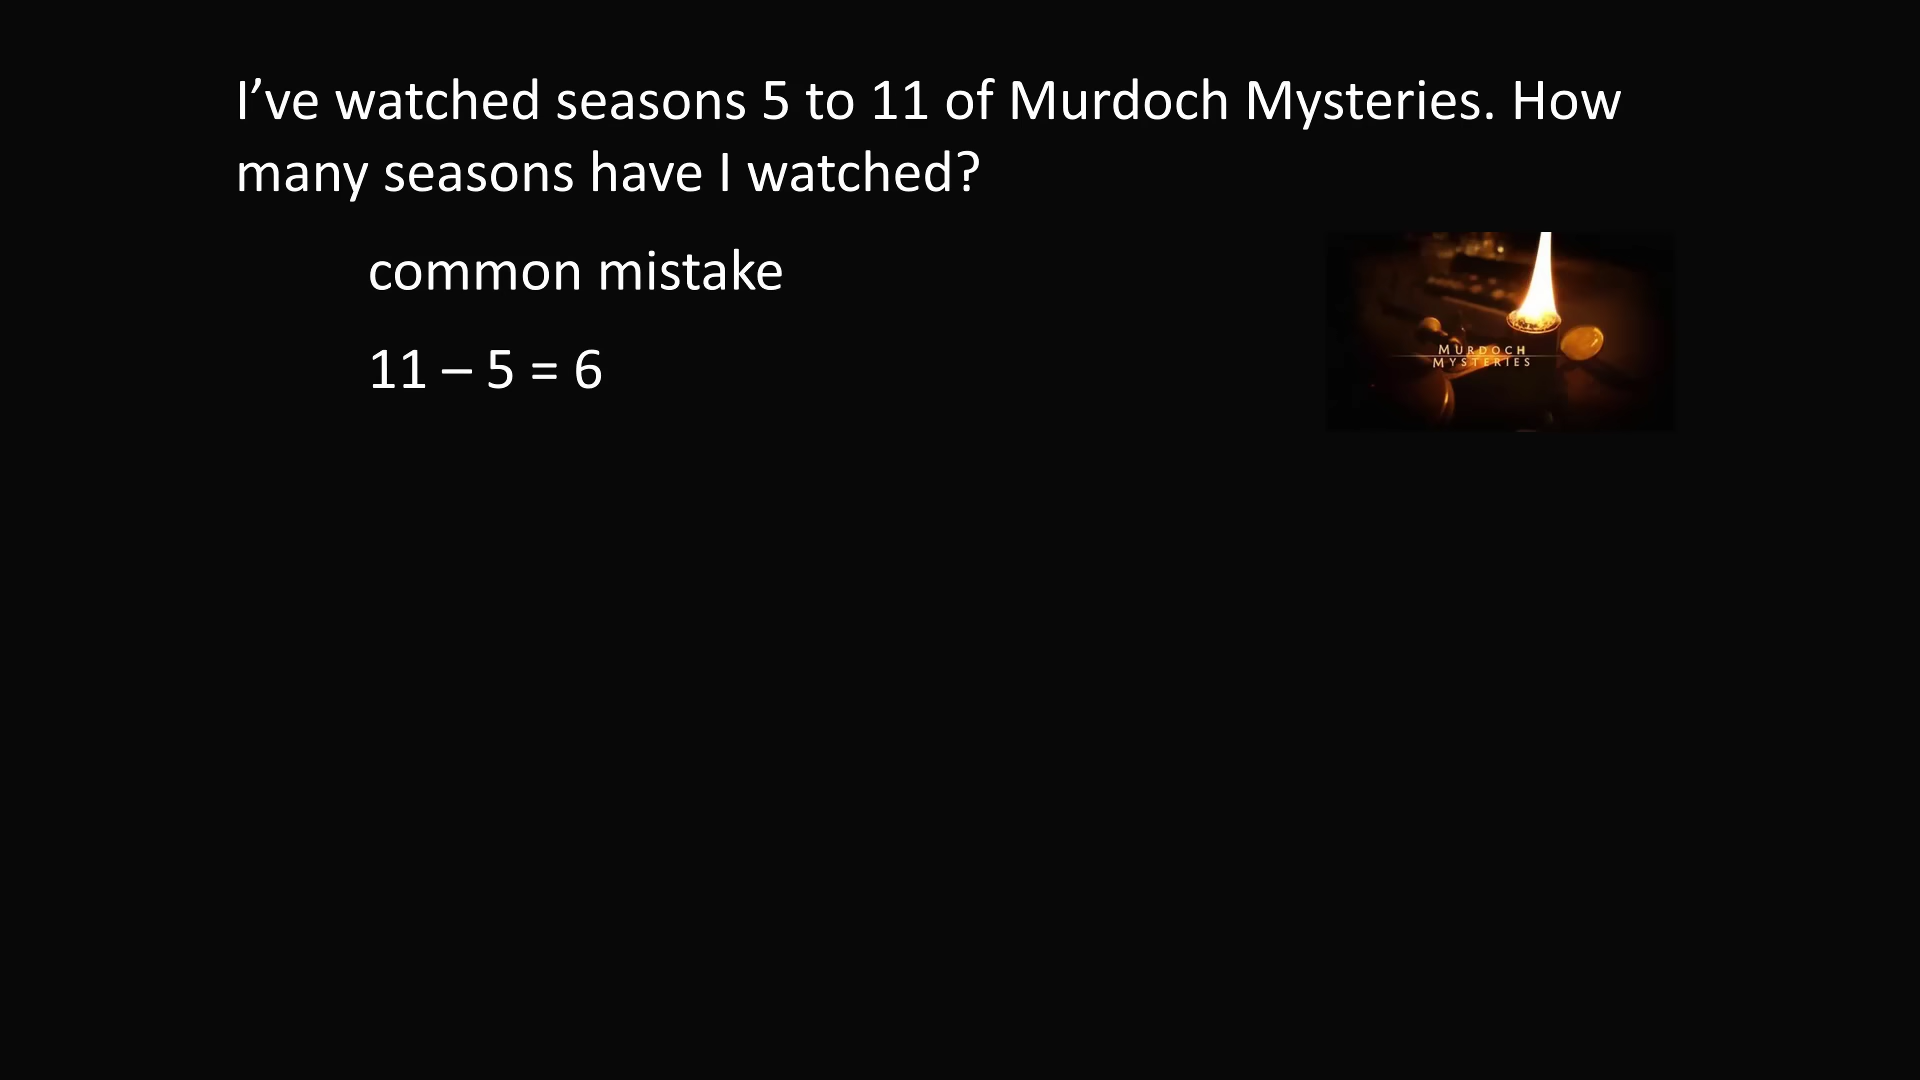 I’ve watched seasons 5 to 11 of Murdoch Mysteries. How
many seasons have I watched?
common mistake
11 – 5 = 6
MURDOCH
MYSTERIES